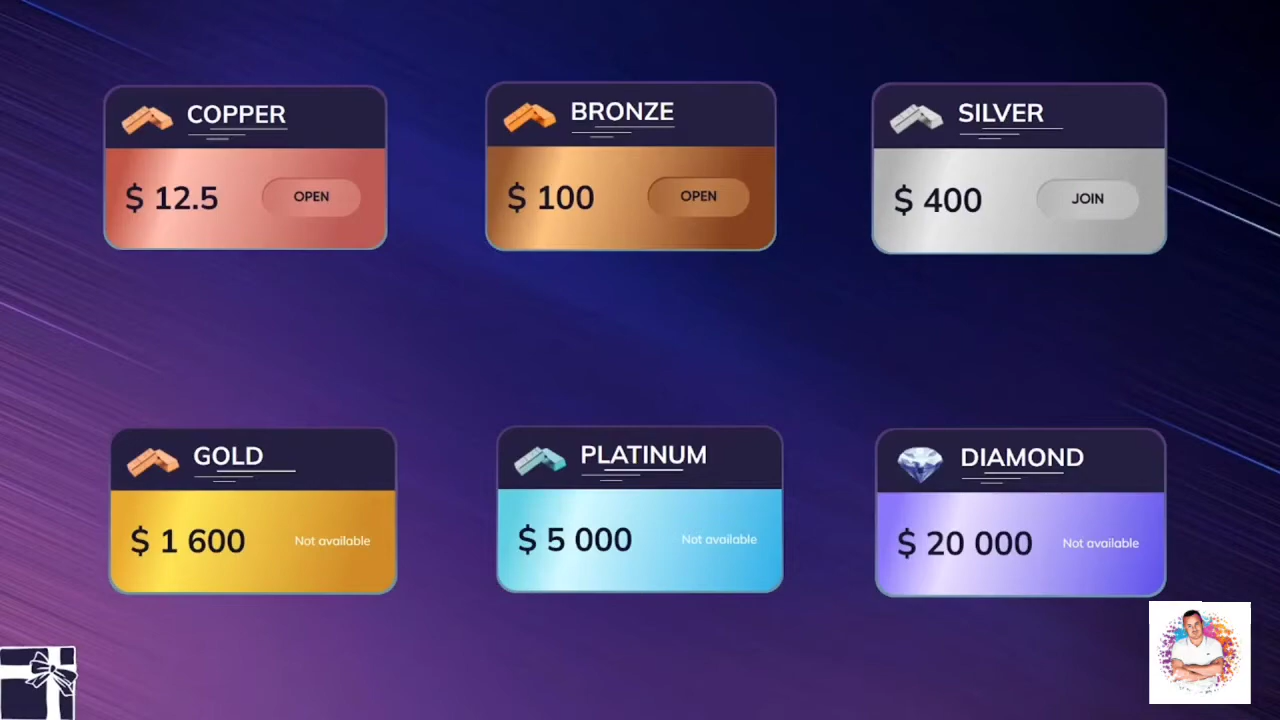 COPPER
$ 12.5
OPEN
BRONZE
$ 100
OPEN
SILVER
$ 400
JOIN
GOLD
$ 1 600
Not available
PLATINUM
$ 5 000
Not available
DIAMOND
$ 20 000
Not available